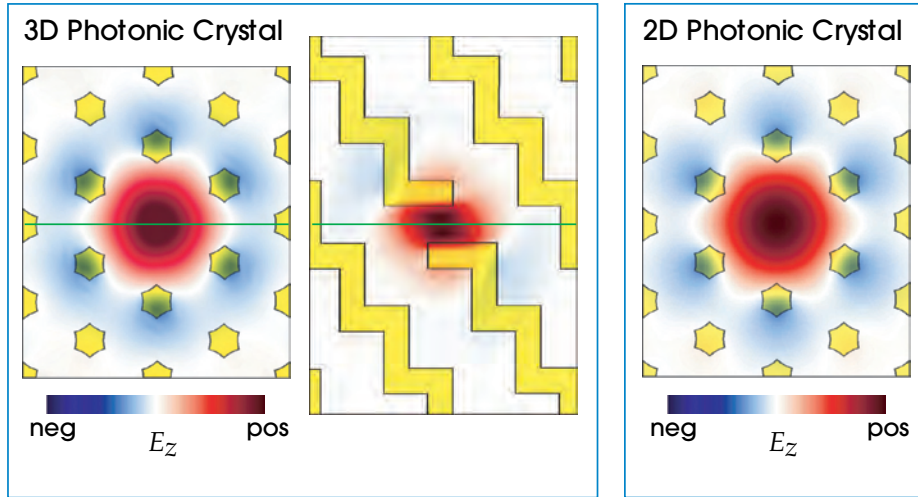 3D Photonic Crystal
neg pos
E_z
2D Photonic Crystal
neg pos
E_z